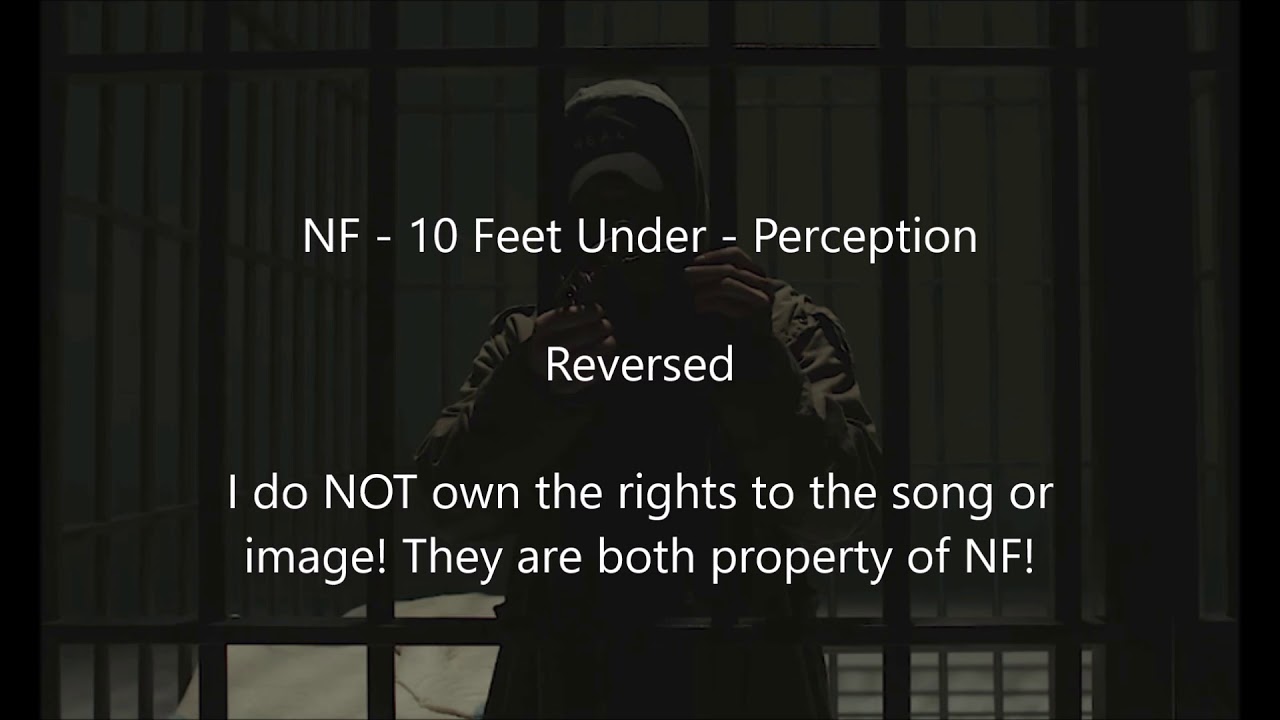 NF - 10 Feet Under - Perception
Reversed
I do NOT own the rights to the song or
image! They are both property of NF!